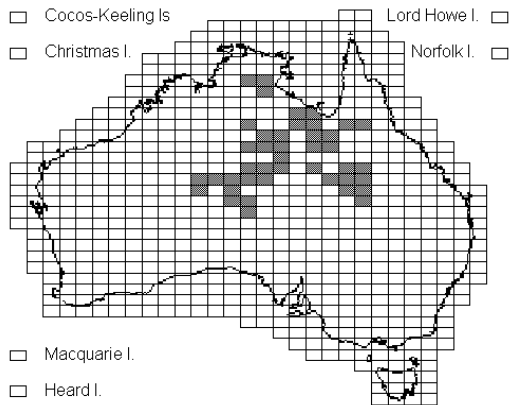 Cocos-Keeling Is
Lord Howe I.
Christmas I.
Norfolk I.
Macquarie I.
Heard I.